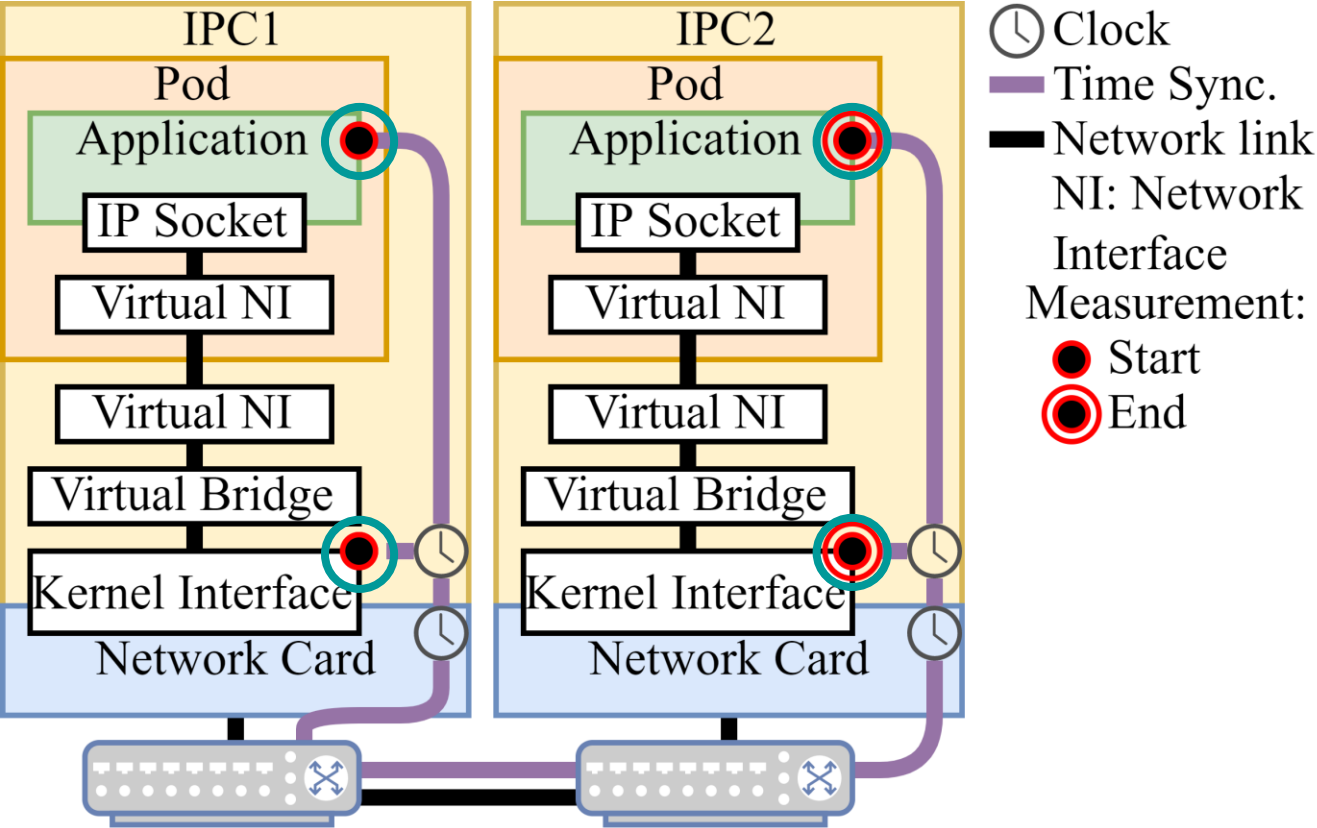 IPC1
Pod
Application
IP Socket
Virtual NI
Virtual NI
Virtual Bridge
Kernel Interface
Network Card
IPC2
Pod
Application
IP Socket
Virtual NI
Virtual NI
Virtual Bridge
Kernel Interface
Network Card
Clock
Time Sync.
Network link
NI: Network
Interface
Measurement:
Start
End